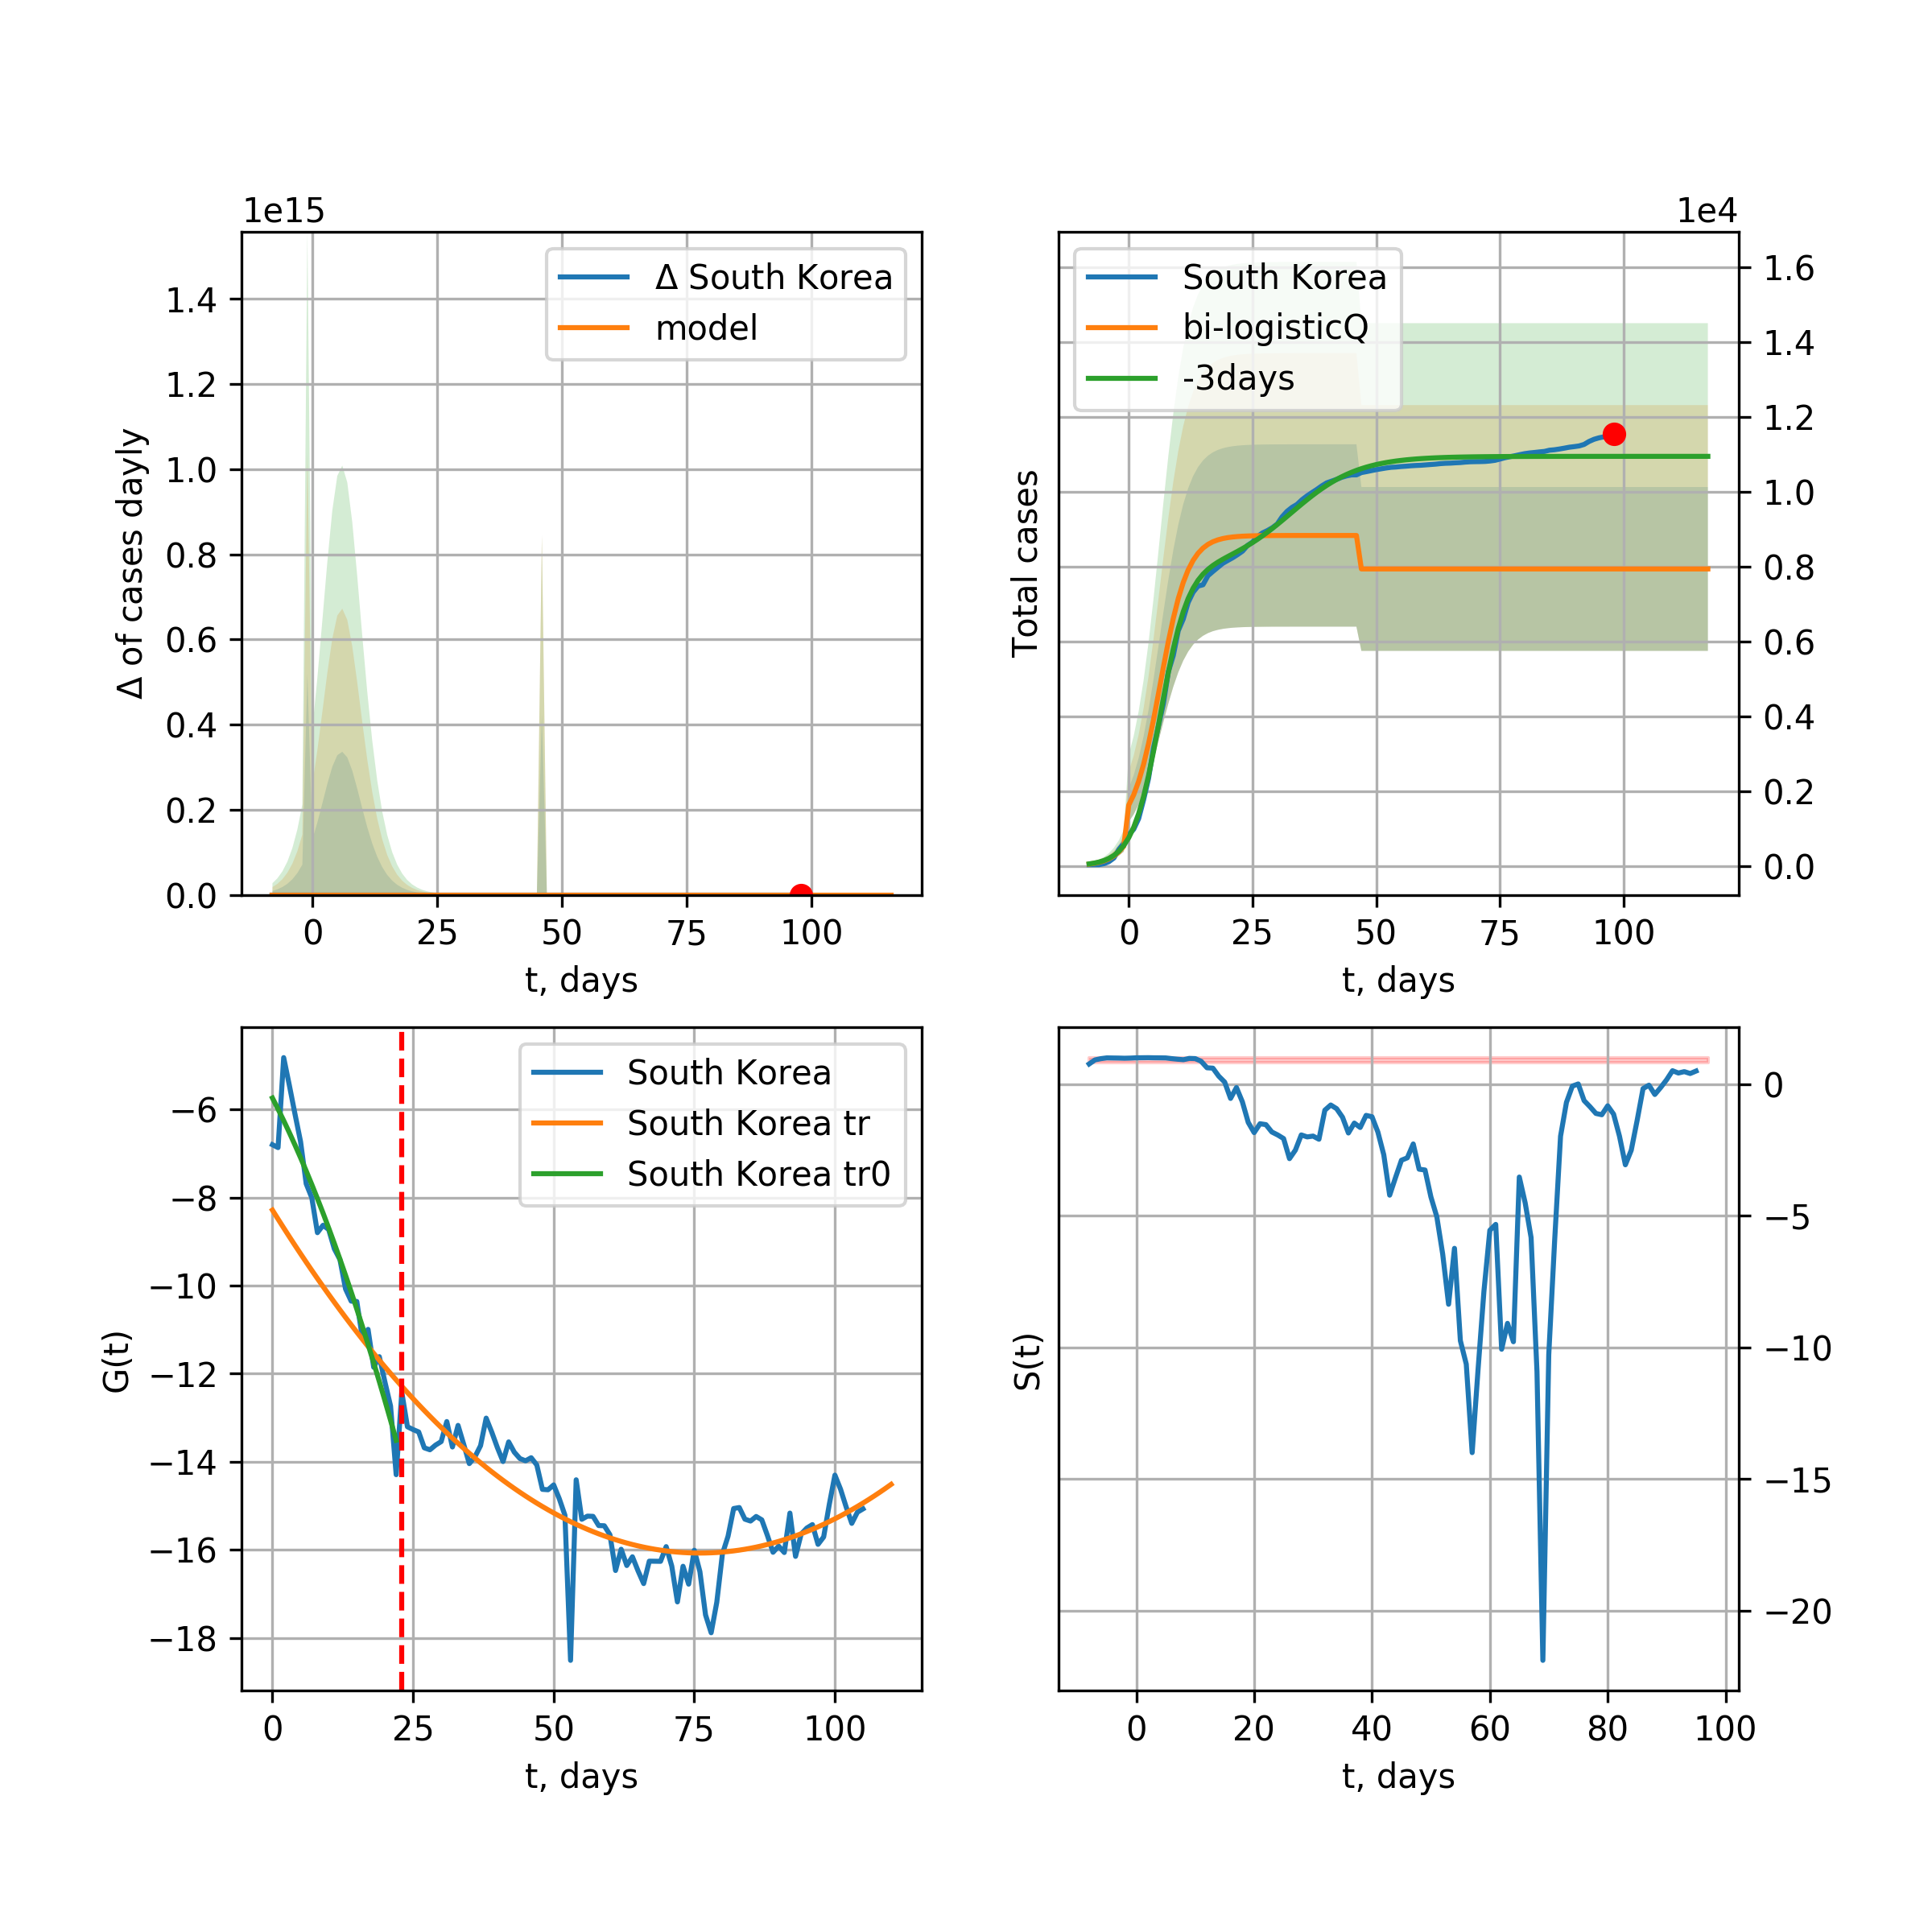 1e15
Δ South Korea
model
1.4
1.2
1.0
0.8
0.6
0.4
0.2
0.0
Δ of cases dayly
0 25 50 75 100
t, days
1e4
South Korea
bi-logisticQ
-3days
1.6
1.4
1.2
1.0
0.8
0.6
0.4
0.2
0.0
Total cases
0 25 50 75 100
t, days
South Korea
South Korea tr
South Korea tr0
−6
−8
−10
−12
−14
−16
−18
G(t)
0 25 50 75 100
t, days
0
−5
−10
−15
−20
S(t)
0 20 40 60 80 100
t, days